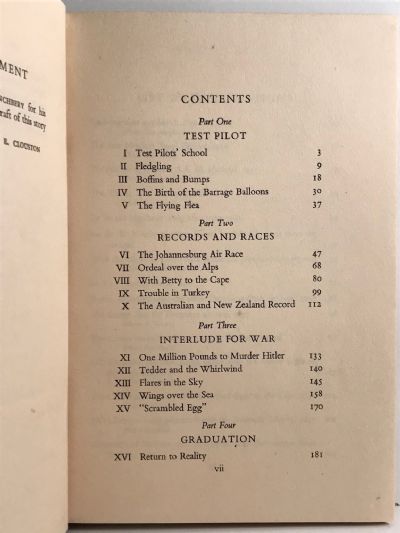 MENT
NCHBERY for his
raft of this story
E. CLOUSTON
CONTENTS
Part One
TEST PILOT
I Test Pilots' School 3
II Fledgling 9
III Boffins and Bumps 18
IV The Birth of the Barrage Balloons 30
V The Flying Flea 37
Part Two
RECORDS AND RACES
VI The Johannesburg Air Race 47
VII Ordeal over the Alps 68
VIII With Betty to the Cape 80
IX Trouble in Turkey 99
X The Australian and New Zealand Record 112
Part Three
INTERLUDE FOR WAR
XI One Million Pounds to Murder Hitler 133
XII Tedder and the Whirlwind 140
XIII Flares in the Sky 145
XIV Wings over the Sea 158
XV "Scrambled Egg" 170
Part Four
GRADUATION
XVI Return to Reality 181
vii